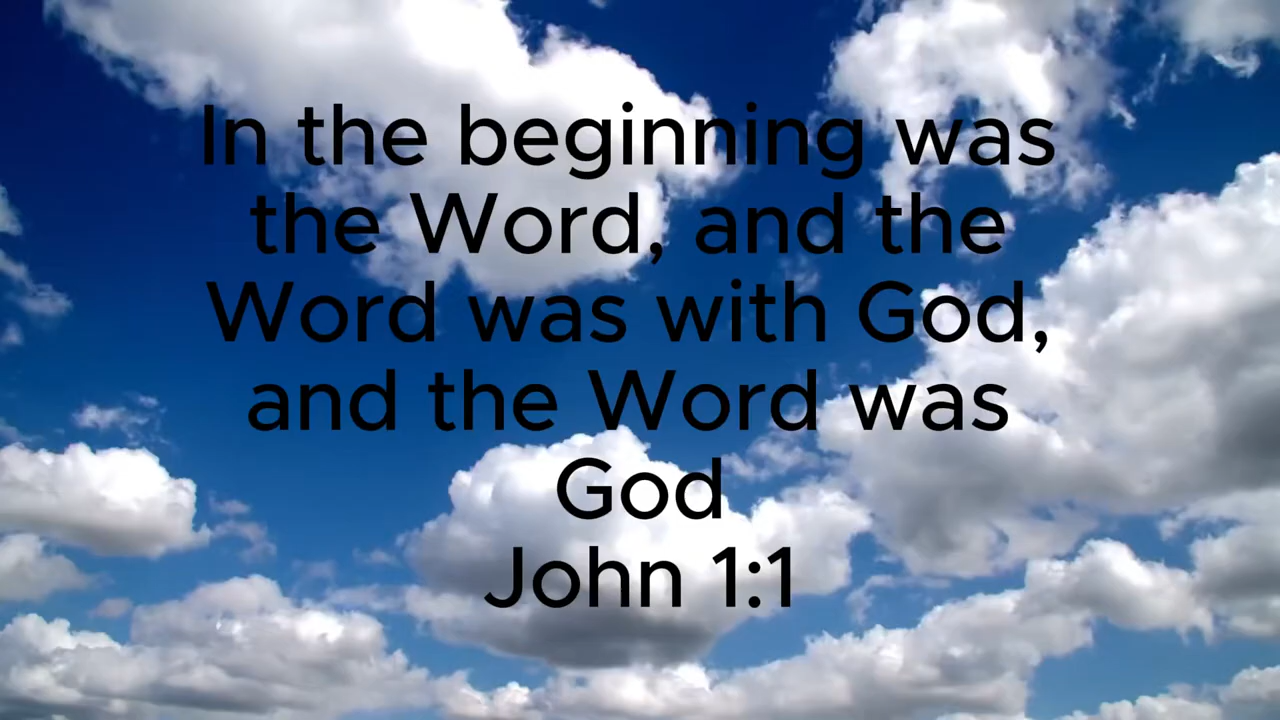 In the beginning was
the Word, and the
Word was with God,
and the Word was
God
John 1:1